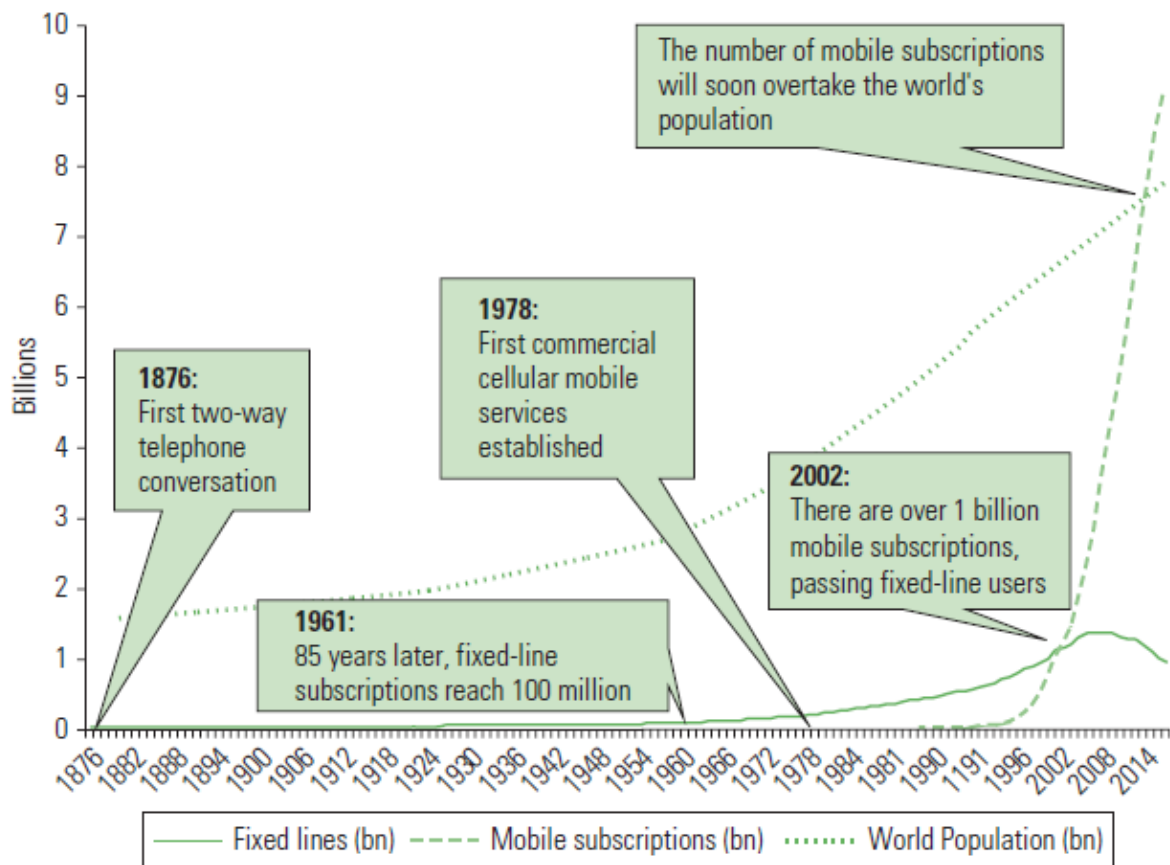 10
9
8
7
6
5
4
3
2
1
0
Billions
The number of mobile subscriptions
will soon overtake the world's
population
1978:
First commercial
cellular mobile
services
established
1876:
First two-way
telephone
conversation
2002:
There are over 1 billion
mobile subscriptions,
passing fixed-line users
1961:
85 years later, fixed-line
subscriptions reach 100 million
1876
1882
1888
1894
1900
1906
1912
1918
1924
1930
1936
1942
1948
1954
1960
1966
1972
1978
1984
1981
1990
1191
1996
2002
2008
2014
Fixed lines (bn)
Mobile subscriptions (bn)
World Population (bn)